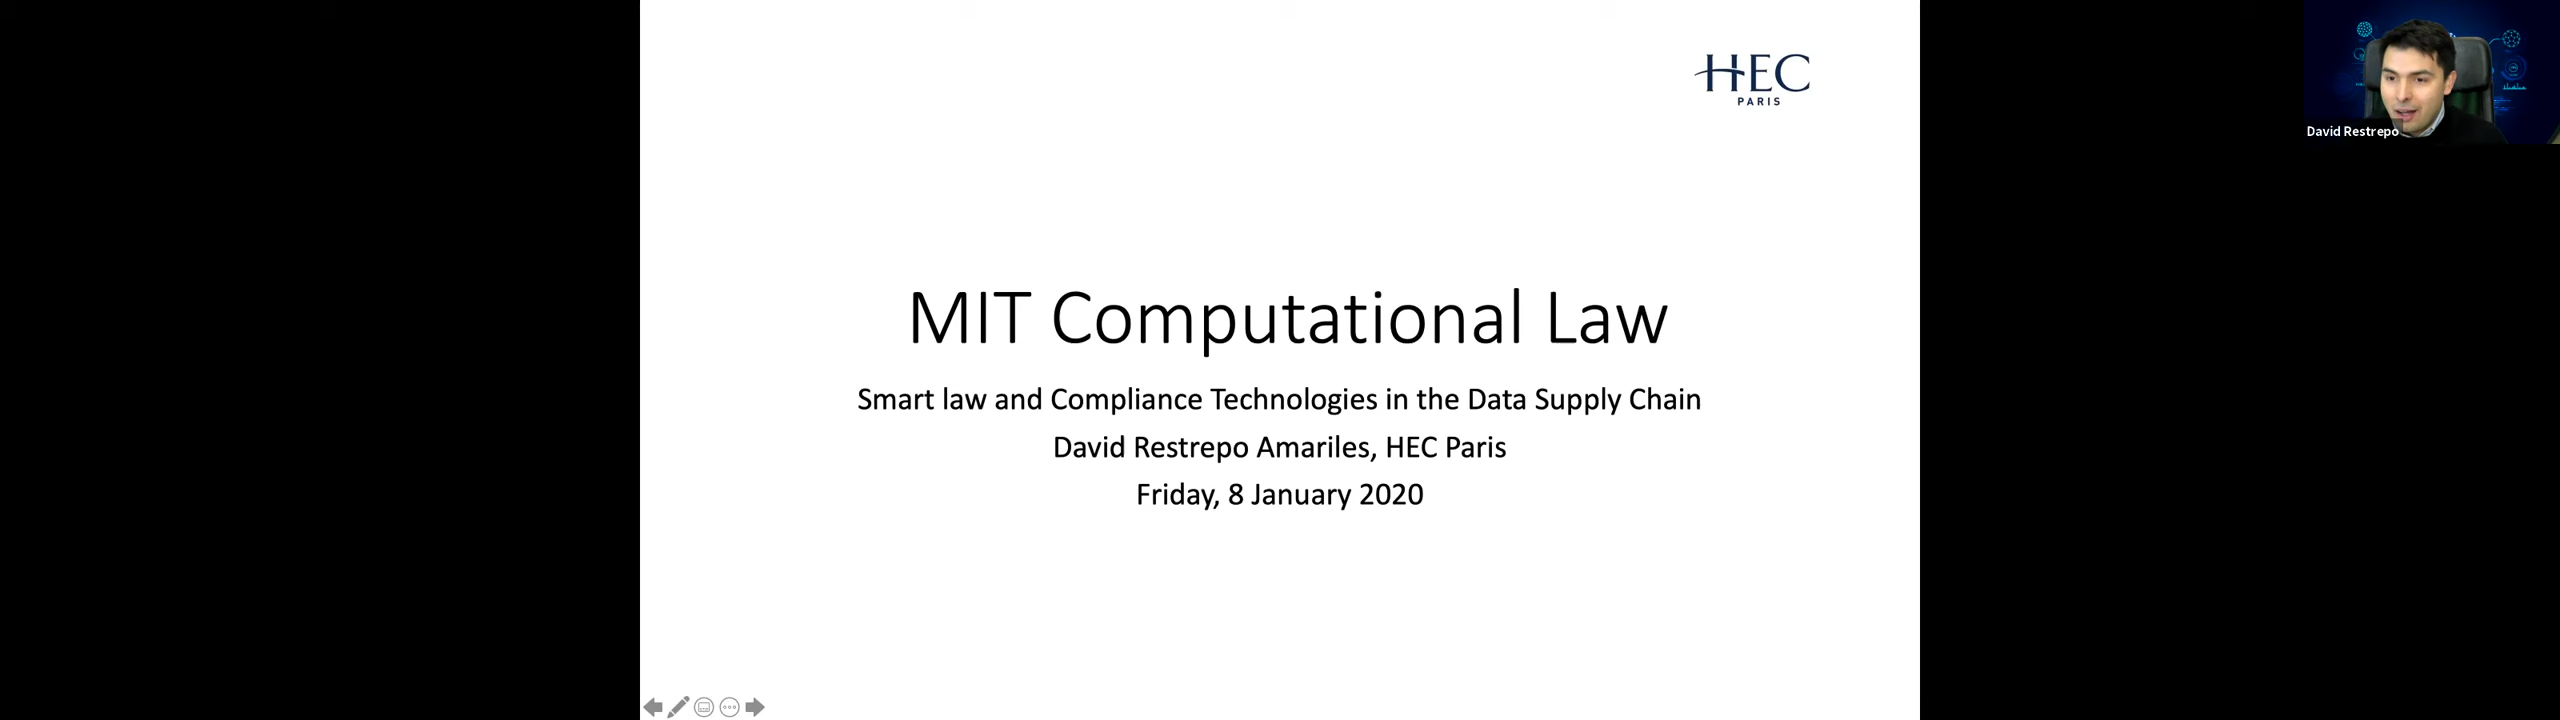 HEC
PARIS
David Restrepo
MIT Computational Law
Smart law and Compliance Technologies in the Data Supply Chain
David Restrepo Amariles, HEC Paris
Friday, 8 January 2020